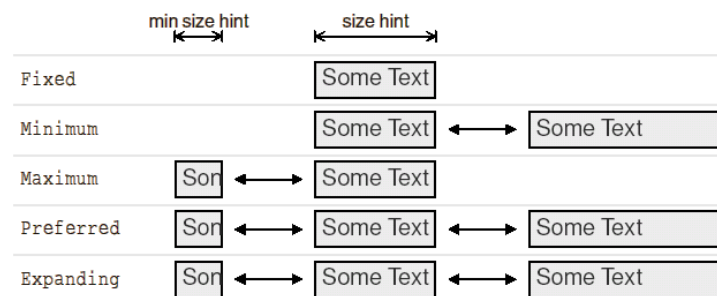 min size hint size hint
Fixed Some Text
Minimum Some Text Some Text
Maximum Son Some Text
Preferred Son Some Text Some Text
Expanding Son Some Text Some Text